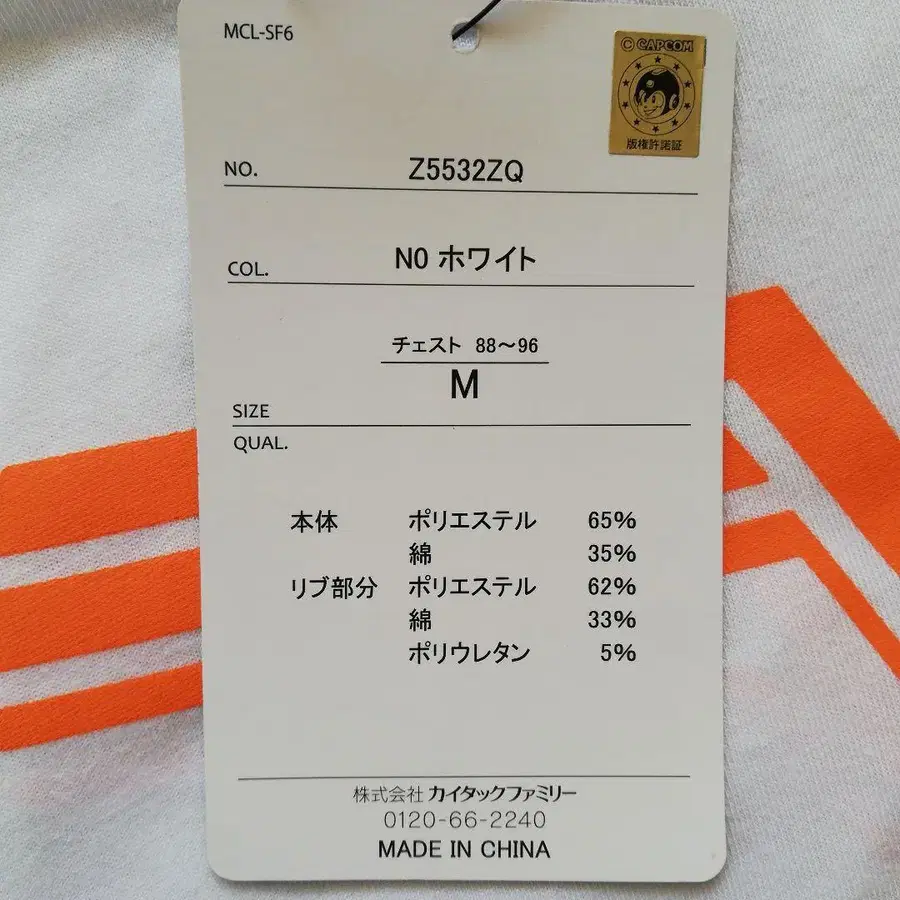 MCL-SF6
© CAPCOM
版権許諾証
NO. Z5532ZQ
COL. N0 ホワイト
チェスト 88～96
M
SIZE
QUAL.
本体 ポリエステル 65%
綿 35%
リブ部分 ポリエステル 62%
綿 33%
ポリウレタン 5%
株式会社 カイタックファミリー
0120-66-2240
MADE IN CHINA